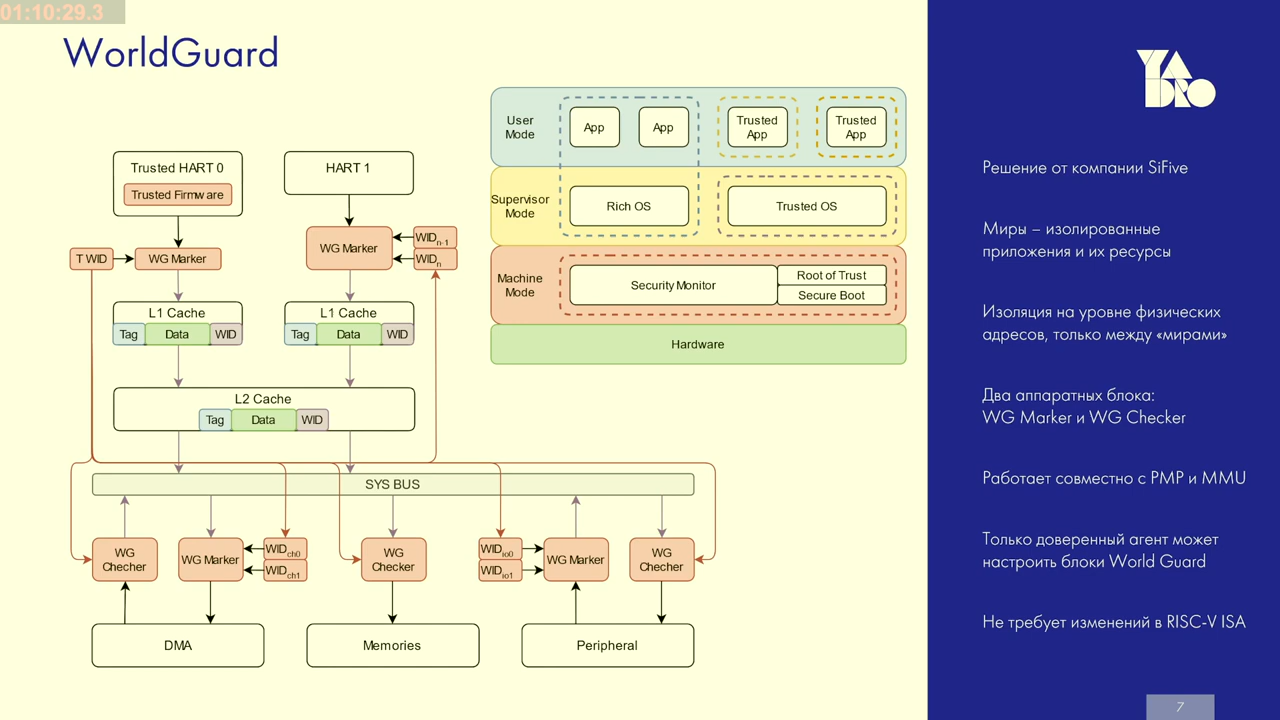 01:10:29.3
WorldGuard
Trusted HART 0
Trusted Firmware
HART 1
T WID
WG Marker
WG Marker
WIDn-1
WIDn
L1 Cache
Tag Data WID
L1 Cache
Tag Data WID
L2 Cache
Tag Data WID
SYS BUS
WG
Checher
WG Marker
WIDch0
WIDch1
WG
Checker
WIDio0
WIDio1
WG Marker
WG
Checher
DMA
Memories
Peripheral
User
Mode
App
App
Trusted
App
Trusted
App
Supervisor
Mode
Rich OS
Trusted OS
Machine
Mode
Security Monitor
Root of Trust
Secure Boot
Hardware
YADRO
Решение от компании SiFive
Миры – изолированные
приложения и их ресурсы
Изоляция на уровне физических
адресов, только между «мирами»
Два аппаратных блока:
WG Marker и WG Checker
Работает совместно с PMP и MMU
Только доверенный агент может
настроить блоки World Guard
Не требует изменений в RISC-V ISA
7